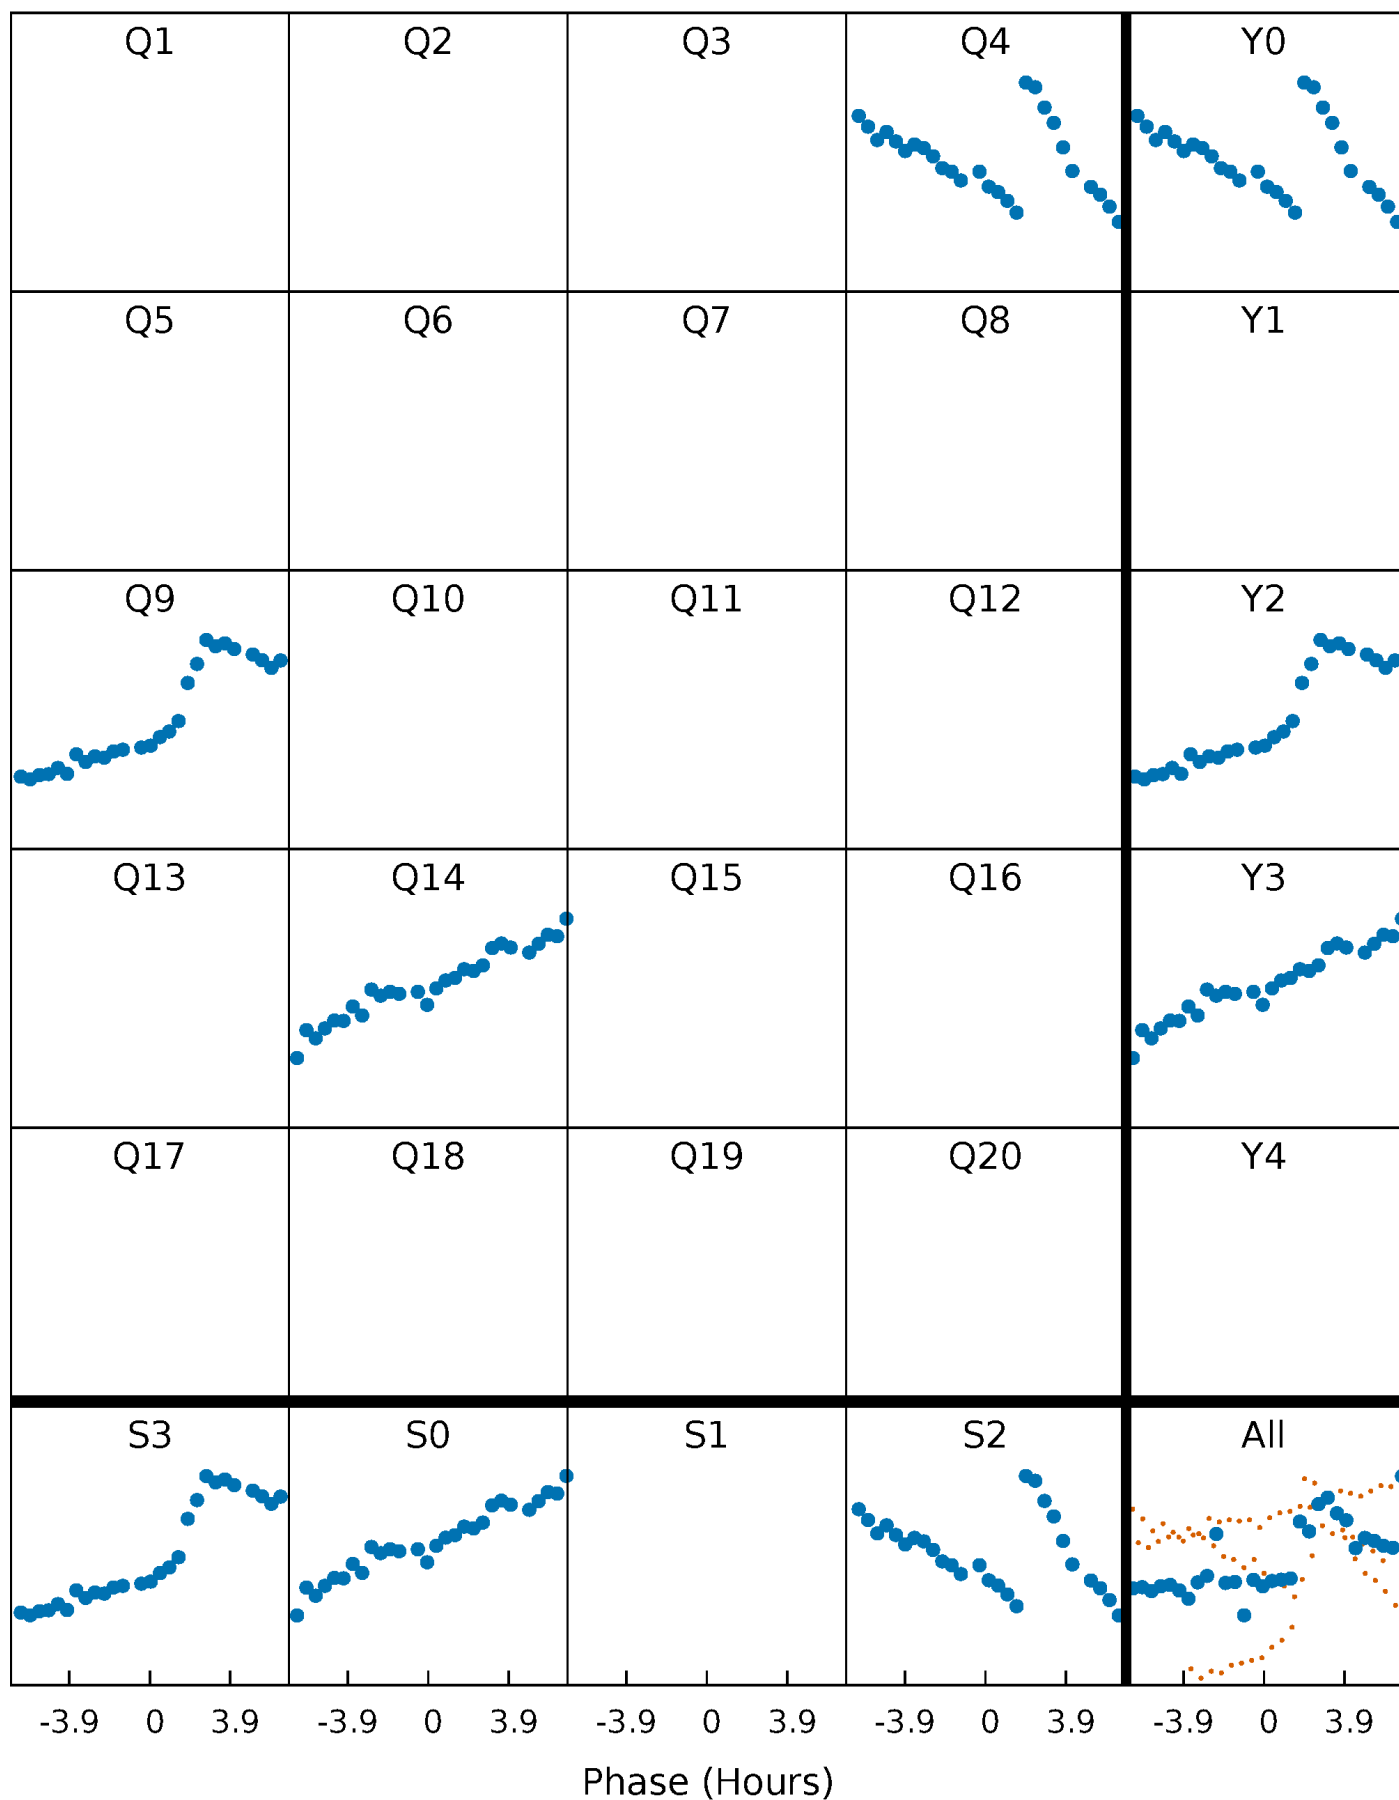 Q1 Q2 Q3 Q4 Y0
Q5 Q6 Q7 Q8 Y1
Q9 Q10 Q11 Q12 Y2
Q13 Q14 Q15 Q16 Y3
Q17 Q18 Q19 Q20 Y4
S3 S0 S1 S2 All
-3.9 0 3.9 -3.9 0 3.9 -3.9 0 3.9 -3.9 0 3.9 -3.9 0 3.9
Phase (Hours)